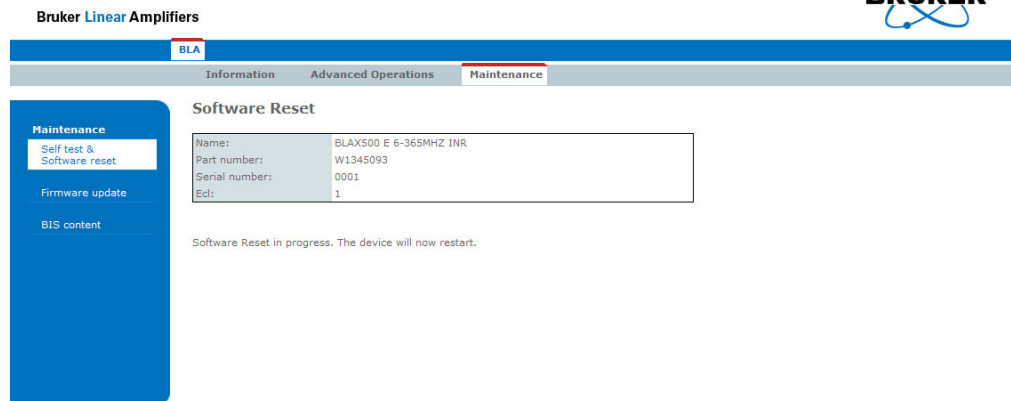 Bruker Linear Amplifiers
BRUKER
BLA
Information Advanced Operations Maintenance
Software Reset
Maintenance
Self test &
Software reset
Firmware update
BIS content
Name: BLAX500 E 6-365MHZ INR
Part number: W1345093
Serial number: 0001
Ecl: 1
Software Reset in progress. The device will now restart.